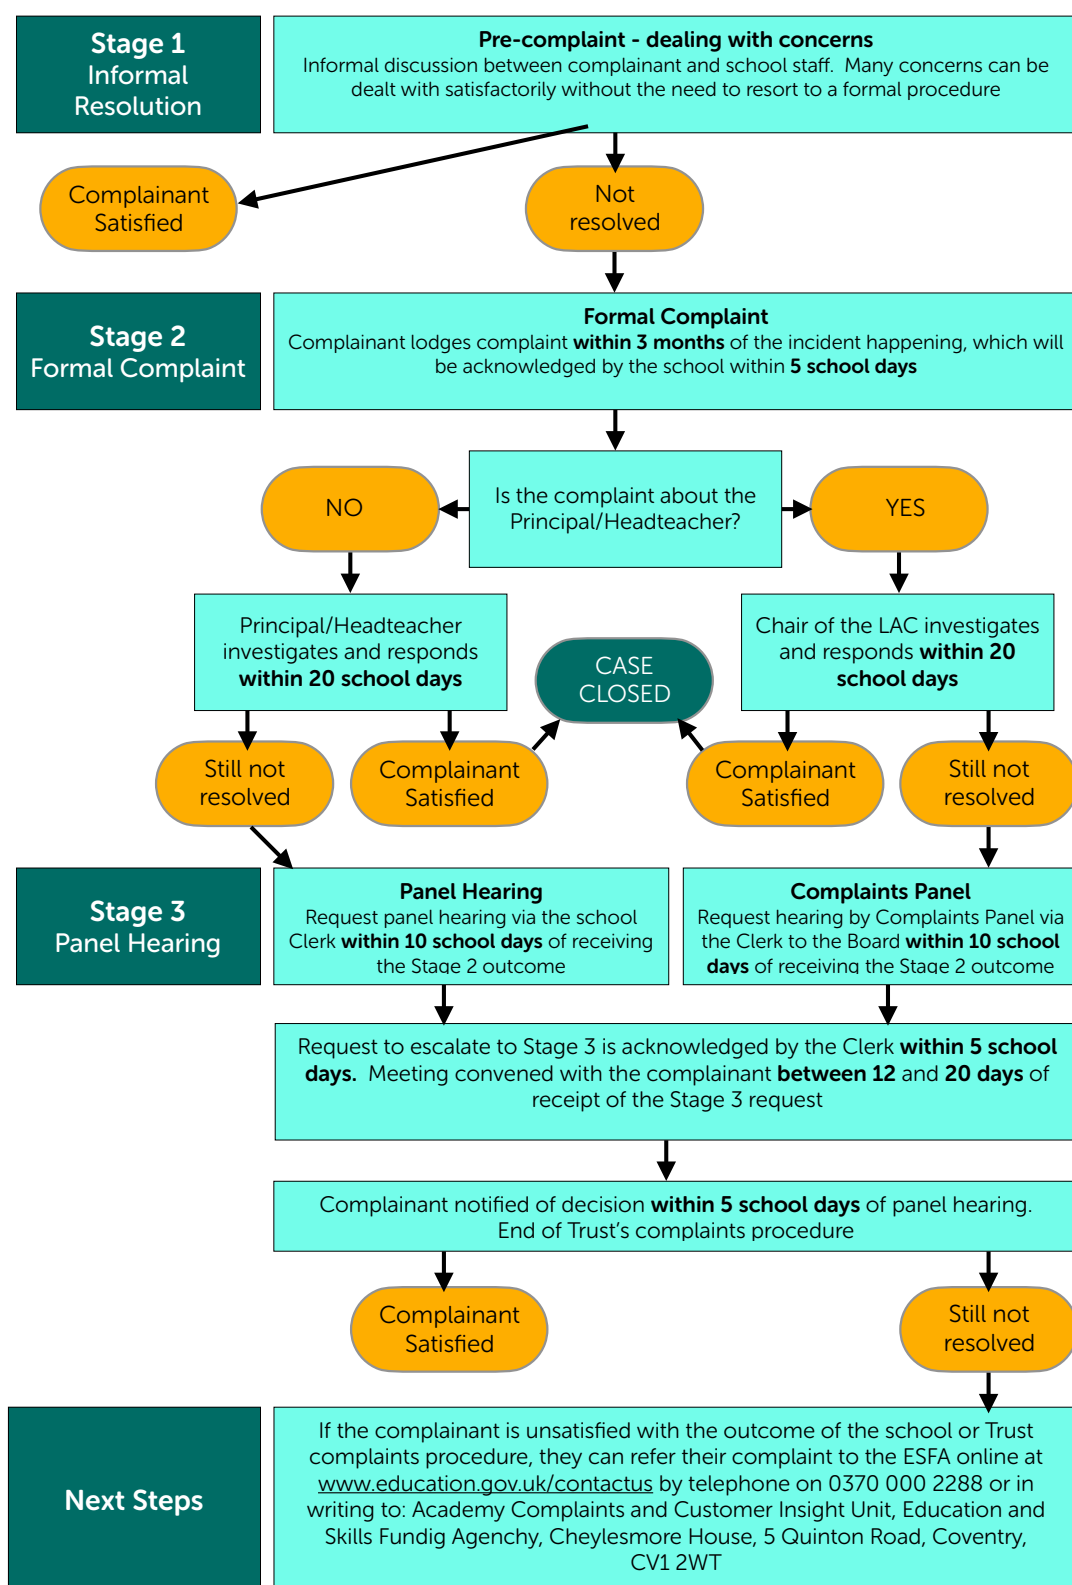 Stage 1
Informal
Resolution
Pre-complaint - dealing with concerns
Informal discussion between complainant and school staff.  Many concerns can be
dealt with satisfactorily without the need to resort to a formal procedure
Complainant
Satisfied
Not
resolved
Stage 2
Formal Complaint
Formal Complaint
Complainant lodges complaint within 3 months of the incident happening, which will
be acknowledged by the school within 5 school days
NO
Is the complaint about the
Principal/Headteacher?
YES
Principal/Headteacher
investigates and responds
within 20 school days
CASE
CLOSED
Chair of the LAC investigates
and responds within 20
school days
Still not
resolved
Complainant
Satisfied
Complainant
Satisfied
Still not
resolved
Stage 3
Panel Hearing
Panel Hearing
Request panel hearing via the school
Clerk within 10 school days of receiving
the Stage 2 outcome
Complaints Panel
Request hearing by Complaints Panel via
the Clerk to the Board within 10 school
days of receiving the Stage 2 outcome
Request to escalate to Stage 3 is acknowledged by the Clerk within 5 school
days.  Meeting convened with the complainant between 12 and 20 days of
receipt of the Stage 3 request
Complainant notified of decision within 5 school days of panel hearing.
End of Trust's complaints procedure
Complainant
Satisfied
Still not
resolved
Next Steps
If the complainant is unsatisfied with the outcome of the school or Trust
complaints procedure, they can refer their complaint to the ESFA online at
www.education.gov.uk/contactus by telephone on 0370 000 2288 or in
writing to: Academy Complaints and Customer Insight Unit, Education and
Skills Fundig Agenchy, Cheylesmore House, 5 Quinton Road, Coventry,
CV1 2WT